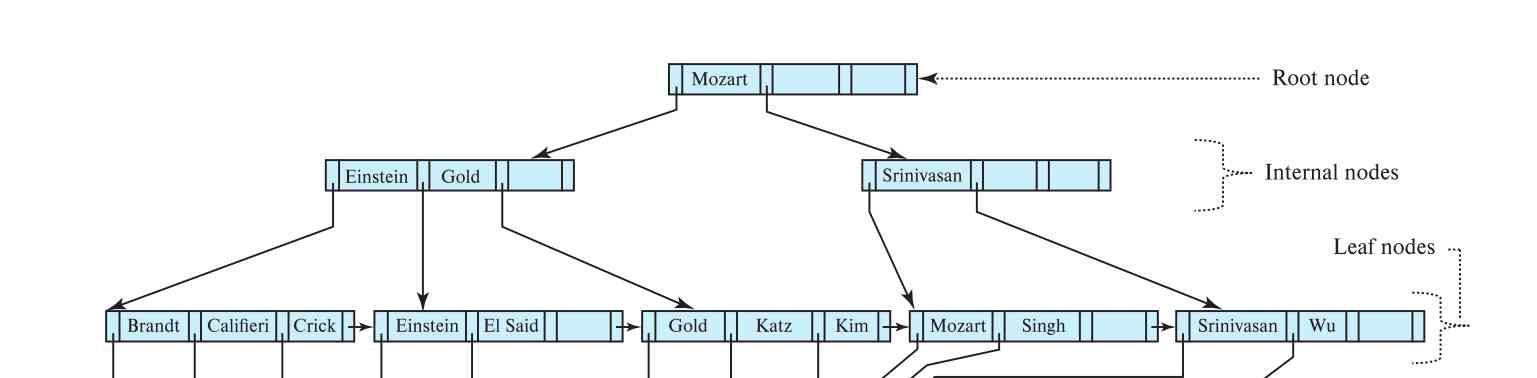 Mozart
Root node
Einstein Gold
Srinivasan
Internal nodes
Leaf nodes
Brandt Califieri Crick
Einstein El Said
Gold Katz Kim
Mozart Singh
Srinivasan Wu